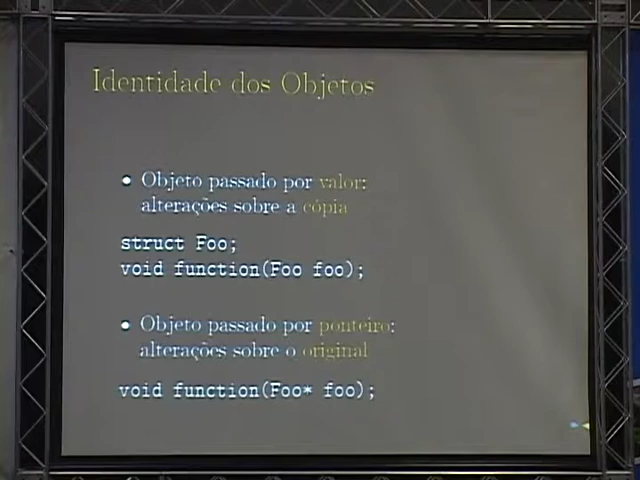 Identidade dos Objetos
• Objeto passado por valor:
alterações sobre a cópia
struct Foo;
void function(Foo foo);
• Objeto passado por ponteiro:
alterações sobre o original
void function(Foo* foo);